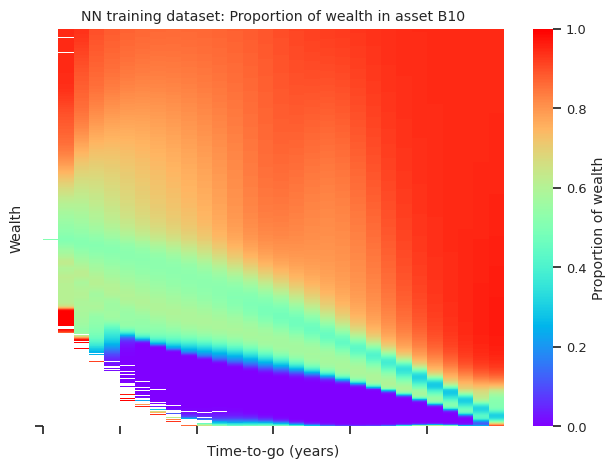 NN training dataset: Proportion of wealth in asset B10
Wealth
Time-to-go (years)
1.0
0.8
0.6
0.4
0.2
0.0
Proportion of wealth